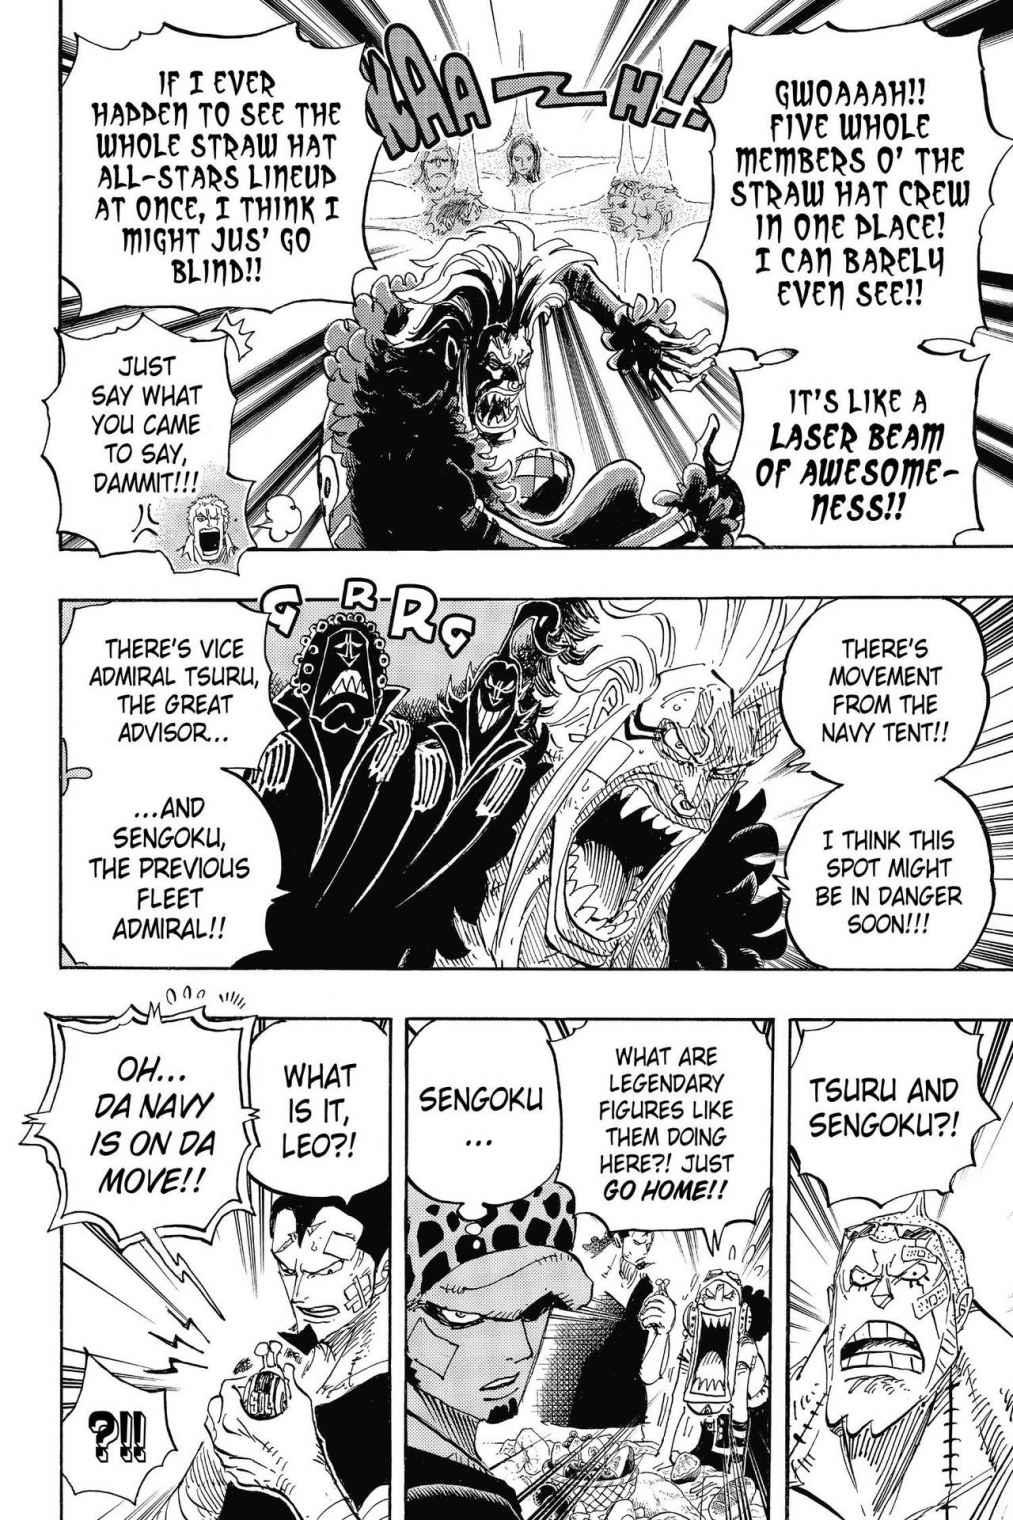 GWOAAAH!!
FIVE WHOLE
MEMBERS O' THE
STRAW HAT CREW
IN ONE PLACE!
I CAN BARELY
EVEN SEE!!
IT'S LIKE A
LASER BEAM
OF AWESOME-
NESS!!
WAAA H!!
IF I EVER
HAPPEN TO SEE THE
WHOLE STRAW HAT
ALL-STARS LINEUP
AT ONCE, I THINK I
MIGHT JUS' GO
BLIND!!
JUST
SAY WHAT
YOU CAME
TO SAY,
DAMMIT!!!
THERE'S
MOVEMENT
FROM THE
NAVY TENT!!
I THINK THIS
SPOT MIGHT
BE IN DANGER
SOON!!!
GRRG
THERE'S VICE
ADMIRAL TSURU,
THE GREAT
ADVISOR...
...AND
SENGOKU,
THE PREVIOUS
FLEET
ADMIRAL!!
TSURU AND
SENGOKU?!
WHAT ARE
LEGENDARY
FIGURES LIKE
THEM DOING
HERE?! JUST
GO HOME!!
SENGOKU
...
WHAT
IS IT,
LEO?!
OH...
DA NAVY
IS ON DA
MOVE!!
?!!